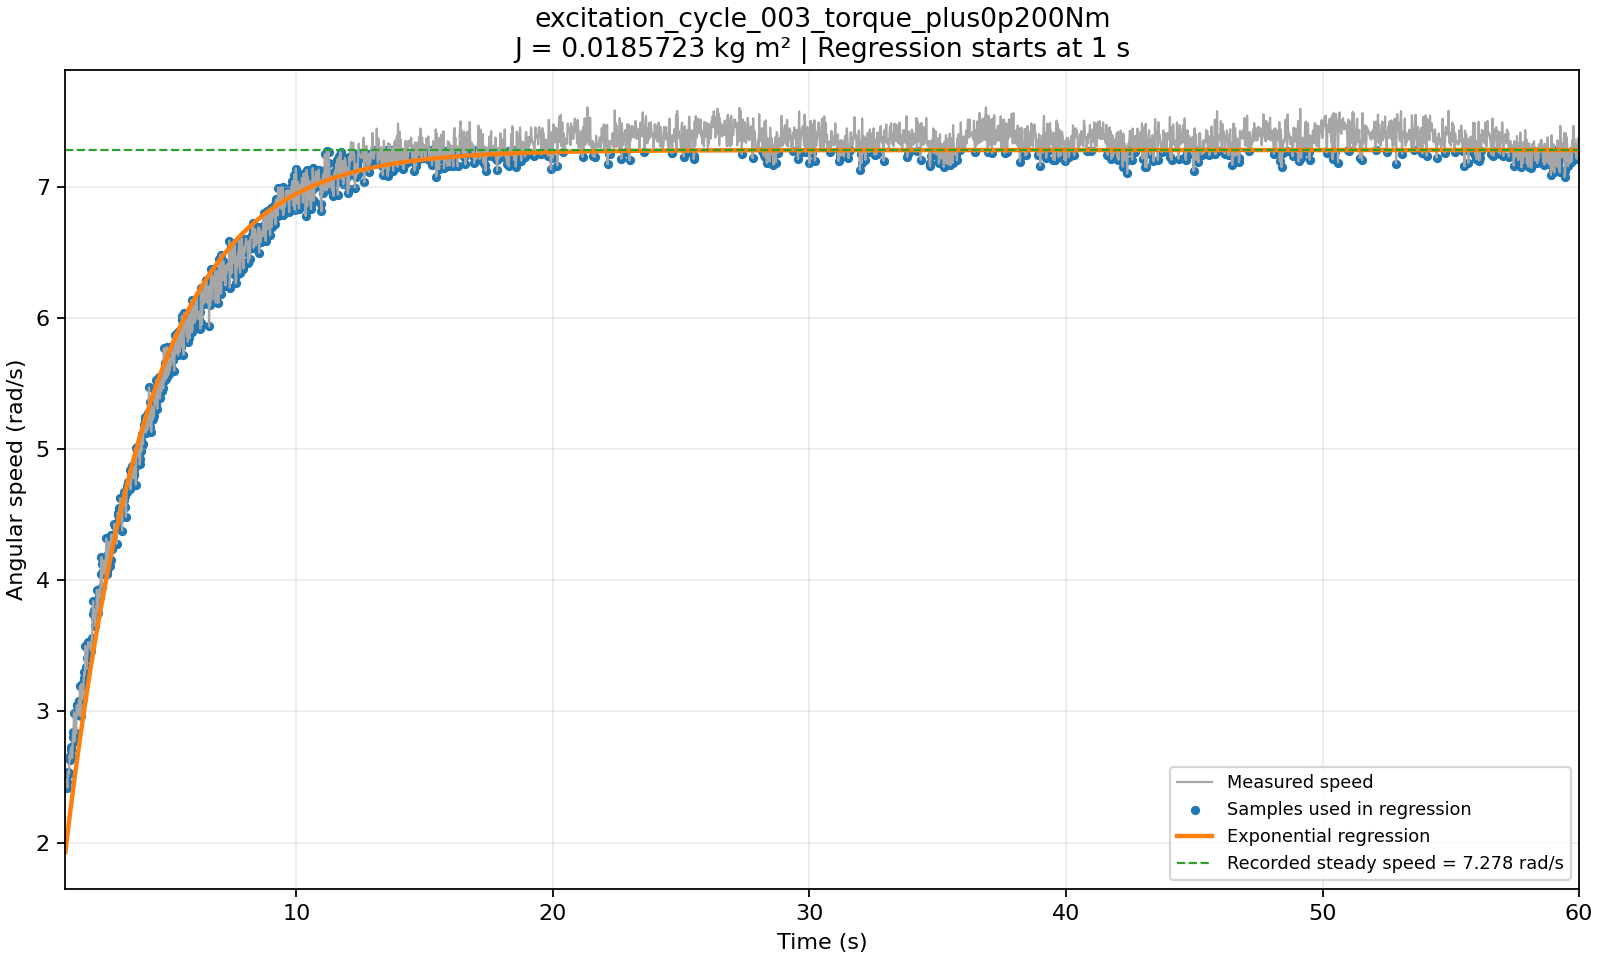 excitation_cycle_003_torque_plus0p200Nm
J = 0.0185723 kg m² | Regression starts at 1 s
Angular speed (rad/s)
7
6
5
4
3
2
Measured speed
Samples used in regression
Exponential regression
Recorded steady speed = 7.278 rad/s
10
20
30
40
50
60
Time (s)